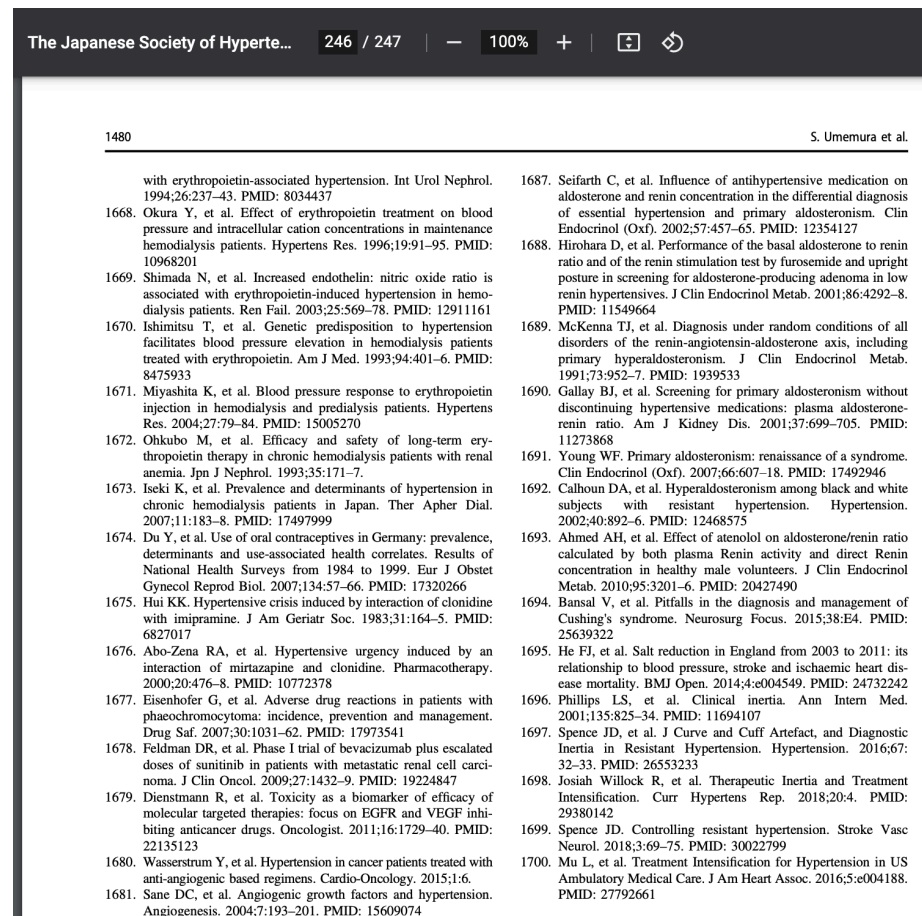 The Japanese Society of Hyperte...
246 / 247
100%
1480
S. Umemura et al.
with erythropoietin-associated hypertension. Int Urol Nephrol.
1994;26:237–43. PMID: 8034437
1668. Okura Y, et al. Effect of erythropoietin treatment on blood
pressure and intracellular cation concentrations in maintenance
hemodialysis patients. Hypertens Res. 1996;19:91–95. PMID:
10968201
1669. Shimada N, et al. Increased endothelin: nitric oxide ratio is
associated with erythropoietin-induced hypertension in hemo-
dialysis patients. Ren Fail. 2003;25:569–78. PMID: 12911161
1670. Ishimitsu T, et al. Genetic predisposition to hypertension
facilitates blood pressure elevation in hemodialysis patients
treated with erythropoietin. Am J Med. 1993;94:401–6. PMID:
8475933
1671. Miyashita K, et al. Blood pressure response to erythropoietin
injection in hemodialysis and predialysis patients. Hypertens
Res. 2004;27:79–84. PMID: 15005270
1672. Ohkubo M, et al. Efficacy and safety of long-term ery-
thropoietin therapy in chronic hemodialysis patients with renal
anemia. Jpn J Nephrol. 1993;35:171–7.
1673. Iseki K, et al. Prevalence and determinants of hypertension in
chronic hemodialysis patients in Japan. Ther Apher Dial.
2007;11:183–8. PMID: 17497999
1674. Du Y, et al. Use of oral contraceptives in Germany: prevalence,
determinants and use-associated health correlates. Results of
National Health Surveys from 1984 to 1999. Eur J Obstet
Gynecol Reprod Biol. 2007;134:57–66. PMID: 17320266
1675. Hui KK. Hypertensive crisis induced by interaction of clonidine
with imipramine. J Am Geriatr Soc. 1983;31:164–5. PMID:
6827017
1676. Abo-Zena RA, et al. Hypertensive urgency induced by an
interaction of mirtazapine and clonidine. Pharmacotherapy.
2000;20:476–8. PMID: 10772378
1677. Eisenhofer G, et al. Adverse drug reactions in patients with
phaeochromocytoma: incidence, prevention and management.
Drug Saf. 2007;30:1031–62. PMID: 17973541
1678. Feldman DR, et al. Phase I trial of bevacizumab plus escalated
doses of sunitinib in patients with metastatic renal cell carci-
noma. J Clin Oncol. 2009;27:1432–9. PMID: 19224847
1679. Dienstmann R, et al. Toxicity as a biomarker of efficacy of
molecular targeted therapies: focus on EGFR and VEGF inhi-
biting anticancer drugs. Oncologist. 2011;16:1729–40. PMID:
22135123
1680. Wasserstrum Y, et al. Hypertension in cancer patients treated with
anti-angiogenic based regimens. Cardio-Oncology. 2015;1:6.
1681. Sane DC, et al. Angiogenic growth factors and hypertension.
Angiogenesis. 2004;7:193–201. PMID: 15609074
1687. Seifarth C, et al. Influence of antihypertensive medication on
aldosterone and renin concentration in the differential diagnosis
of essential hypertension and primary aldosteronism. Clin
Endocrinol (Oxf). 2002;57:457–65. PMID: 12354127
1688. Hirohara D, et al. Performance of the basal aldosterone to renin
ratio and of the renin stimulation test by furosemide and upright
posture in screening for aldosterone-producing adenoma in low
renin hypertensives. J Clin Endocrinol Metab. 2001;86:4292–8.
PMID: 11549664
1689. McKenna TJ, et al. Diagnosis under random conditions of all
disorders of the renin-angiotensin-aldosterone axis, including
primary hyperaldosteronism. J Clin Endocrinol Metab.
1991;73:952–7. PMID: 1939533
1690. Gallay BJ, et al. Screening for primary aldosteronism without
discontinuing hypertensive medications: plasma aldosterone-
renin ratio. Am J Kidney Dis. 2001;37:699–705. PMID:
11273868
1691. Young WF. Primary aldosteronism: renaissance of a syndrome.
Clin Endocrinol (Oxf). 2007;66:607–18. PMID: 17492946
1692. Calhoun DA, et al. Hyperaldosteronism among black and white
subjects with resistant hypertension. Hypertension.
2002;40:892–6. PMID: 12468575
1693. Ahmed AH, et al. Effect of atenolol on aldosterone/renin ratio
calculated by both plasma Renin activity and direct Renin
concentration in healthy male volunteers. J Clin Endocrinol
Metab. 2010;95:3201–6. PMID: 20427490
1694. Bansal V, et al. Pitfalls in the diagnosis and management of
Cushing's syndrome. Neurosurg Focus. 2015;38:E4. PMID:
25639322
1695. He FJ, et al. Salt reduction in England from 2003 to 2011: its
relationship to blood pressure, stroke and ischaemic heart dis-
ease mortality. BMJ Open. 2014;4:e004549. PMID: 24732242
1696. Phillips LS, et al. Clinical inertia. Ann Intern Med.
2001;135:825–34. PMID: 11694107
1697. Spence JD, et al. J Curve and Cuff Artefact, and Diagnostic
Inertia in Resistant Hypertension. Hypertension. 2016;67:
32–33. PMID: 26553233
1698. Josiah Willock R, et al. Therapeutic Inertia and Treatment
Intensification. Curr Hypertens Rep. 2018;20:4. PMID:
29380142
1699. Spence JD. Controlling resistant hypertension. Stroke Vasc
Neurol. 2018;3:69–75. PMID: 30022799
1700. Mu L, et al. Treatment Intensification for Hypertension in US
Ambulatory Medical Care. J Am Heart Assoc. 2016;5:e004188.
PMID: 27792661